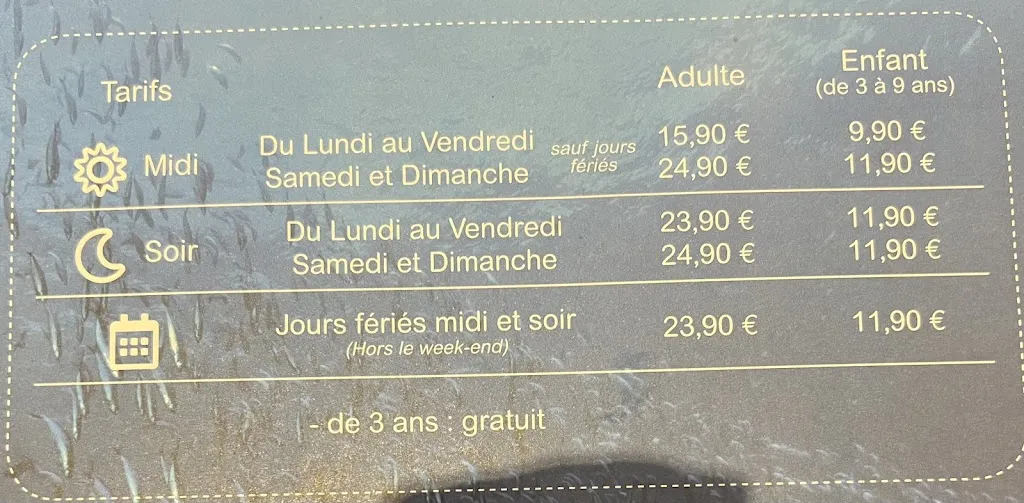 Tarifs Adulte Enfant
(de 3 à 9 ans)
Midi Du Lundi au Vendredi sauf jours fériés 15,90 € 9,90 €
Samedi et Dimanche 24,90 € 11,90 €
Soir Du Lundi au Vendredi 23,90 € 11,90 €
Samedi et Dimanche 24,90 € 11,90 €
Jours fériés midi et soir 23,90 € 11,90 €
(Hors le week-end)
- de 3 ans : gratuit